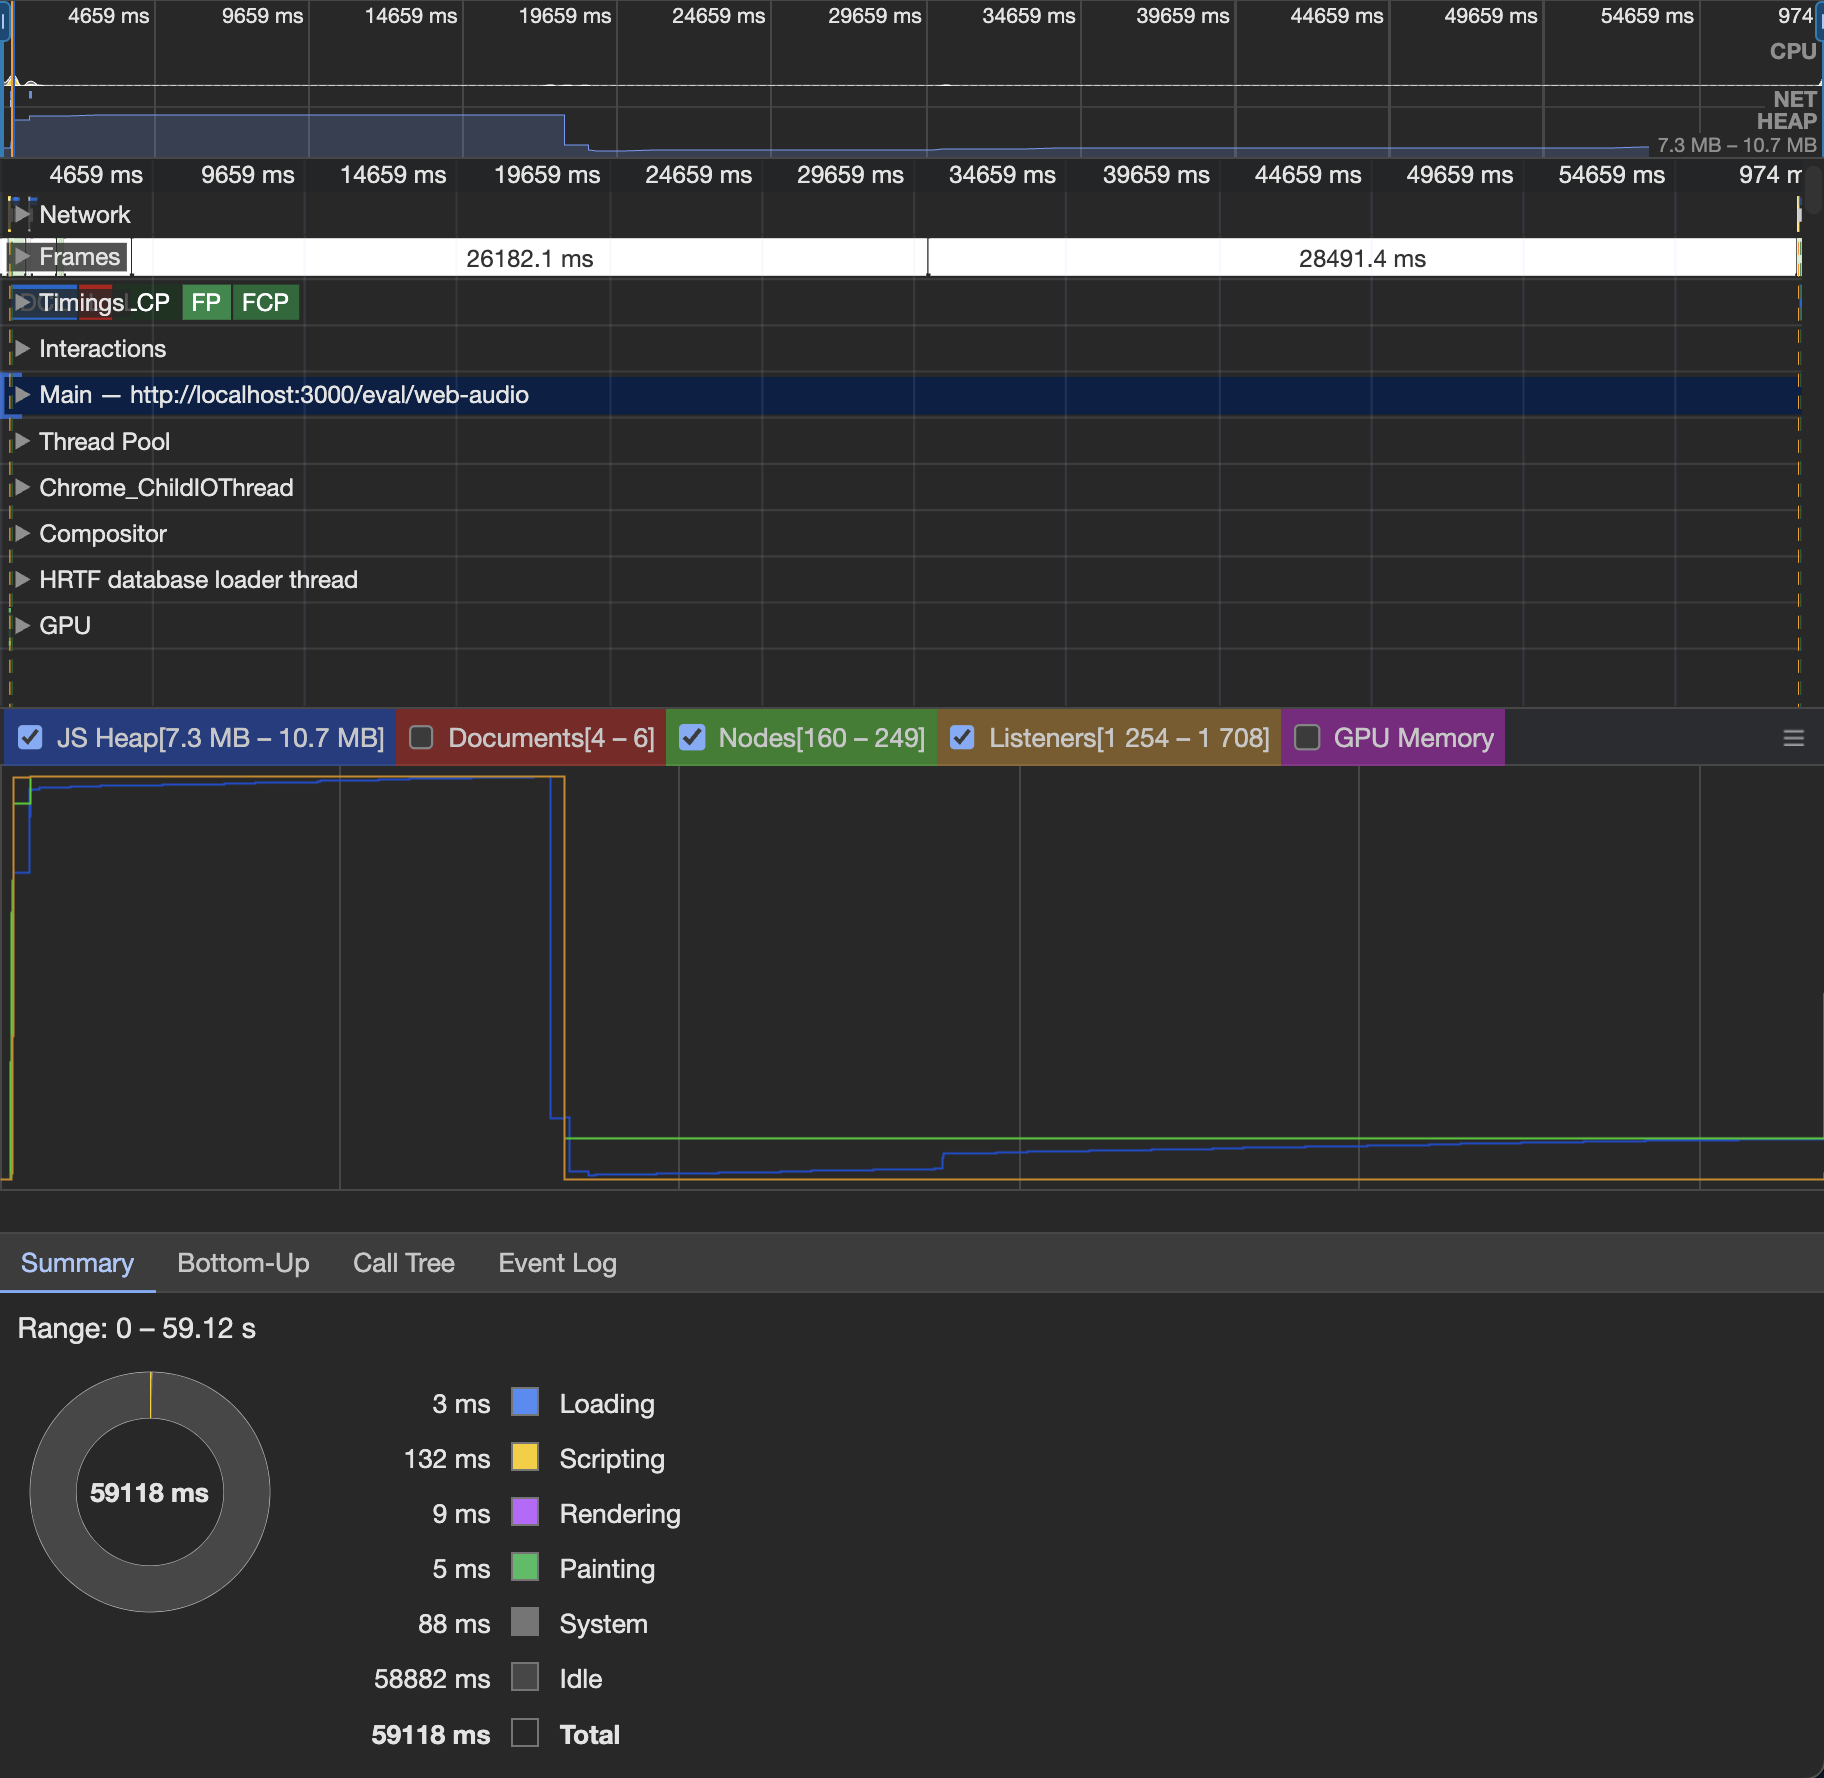 4659 ms 9659 ms 14659 ms 19659 ms 24659 ms 29659 ms 34659 ms 39659 ms 44659 ms 49659 ms 54659 ms 974
CPU
NET
HEAP
7.3 MB – 10.7 MB
4659 ms 9659 ms 14659 ms 19659 ms 24659 ms 29659 ms 34659 ms 39659 ms 44659 ms 49659 ms 54659 ms 974 m
Network
Frames 26182.1 ms 28491.4 ms
Timings LCP FP FCP
Interactions
Main — http://localhost:3000/eval/web-audio
Thread Pool
Chrome_ChildIOThread
Compositor
HRTF database loader thread
GPU
JS Heap[7.3 MB – 10.7 MB] Documents[4 – 6] Nodes[160 – 249] Listeners[1 254 – 1 708] GPU Memory
Summary Bottom-Up Call Tree Event Log
Range: 0 – 59.12 s
59118 ms
3 ms Loading
132 ms Scripting
9 ms Rendering
5 ms Painting
88 ms System
58882 ms Idle
59118 ms Total